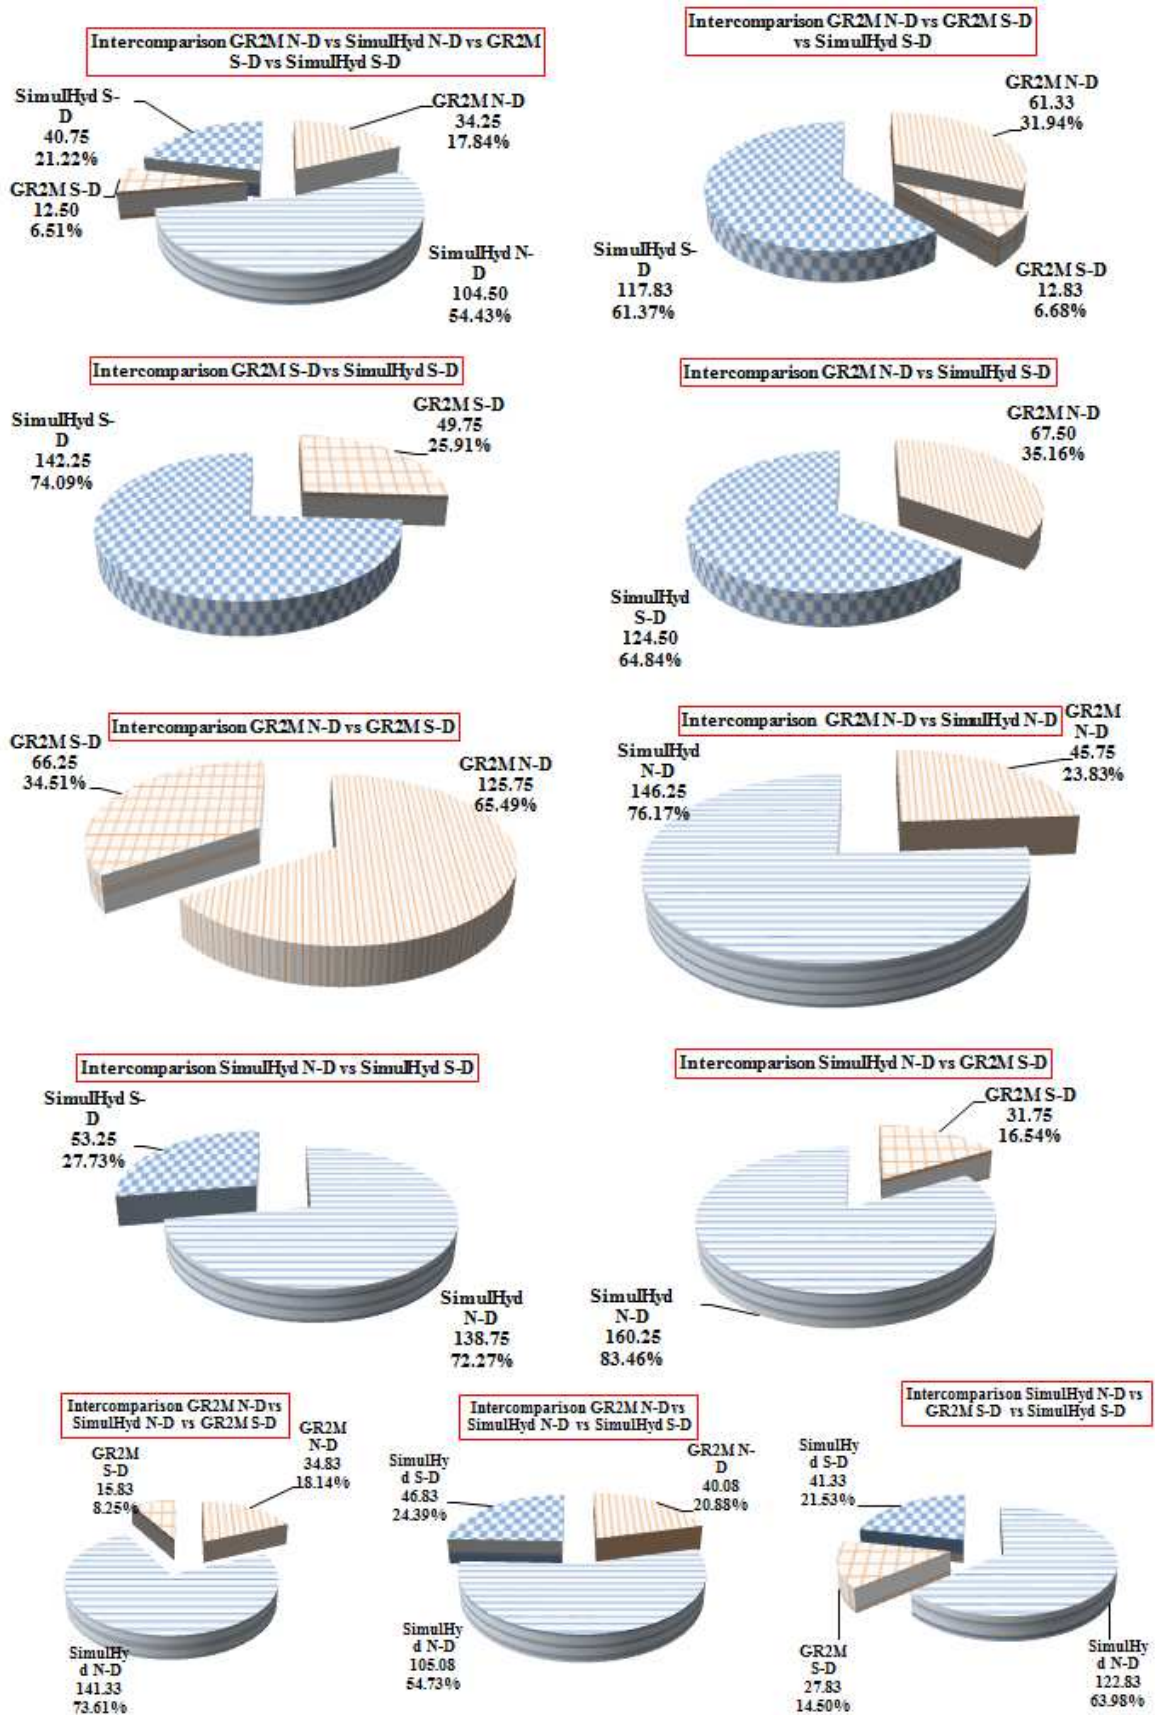 Intercomparison GR2M N-D vs SimulHyd N-D vs GR2M
S-D vs SimulHyd S-D
SimulHyd S-
D
40.75
21.22%
GR2M N-D
34.25
17.84%
GR2M S-D
12.50
6.51%
SimulHyd N-
D
104.50
54.43%
Intercomparison GR2M N-D vs GR2M S-D
vs SimulHyd S-D
GR2M N-D
61.33
31.94%
SimulHyd S-
D
117.83
61.37%
GR2M S-D
12.83
6.68%
Intercomparison GR2M S-D vs SimulHyd S-D
SimulHyd S-
D
142.25
74.09%
GR2M S-D
49.75
25.91%
Intercomparison GR2M N-D vs SimulHyd S-D
GR2M N-D
67.50
35.16%
SimulHyd
S-D
124.50
64.84%
Intercomparison GR2M N-D vs GR2M S-D
GR2M S-D
66.25
34.51%
GR2M N-D
125.75
65.49%
Intercomparison GR2M N-D vs SimulHyd N-D
SimulHyd
N-D
146.25
76.17%
GR2M
N-D
45.75
23.83%
Intercomparison SimulHyd N-D vs SimulHyd S-D
SimulHyd S-
D
53.25
27.73%
SimulHyd
N-D
138.75
72.27%
Intercomparison SimulHyd N-D vs GR2M S-D
GR2M S-D
31.75
16.54%
SimulHyd
N-D
160.25
83.46%
Intercomparison GR2M N-D vs
SimulHyd N-D vs GR2M S-D
GR2M
S-D
15.83
8.25%
GR2M
N-D
34.83
18.14%
SimulHy
d N-D
141.33
73.61%
Intercomparison GR2M N-D vs
SimulHyd N-D vs SimulHyd S-D
SimulHy
d S-D
46.83
24.39%
GR2M N-
D
40.08
20.88%
SimulHy
d N-D
105.08
54.73%
Intercomparison SimulHyd N-D vs
GR2M S-D vs SimulHyd S-D
SimulHy
d S-D
41.33
21.53%
GR2M
S-D
27.83
14.50%
SimulHy
d N-D
122.83
63.98%